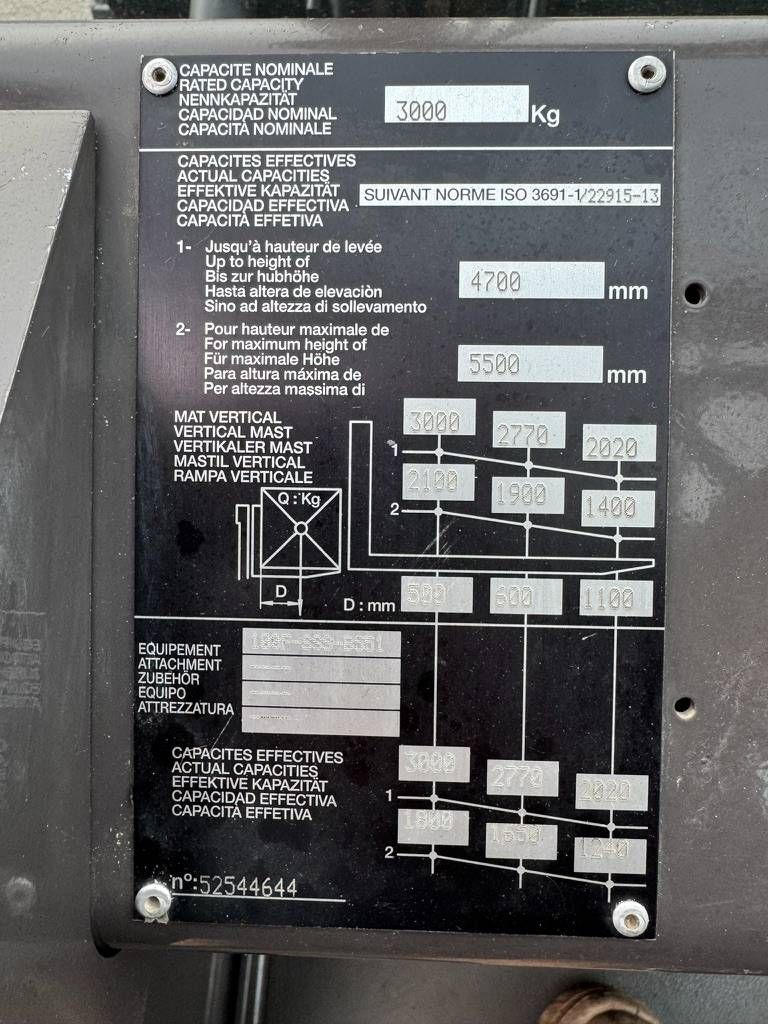 CAPACITE NOMINALE
RATED CAPACITY
NENNKAPAZITÄT
CAPACIDAD NOMINAL
CAPACITÀ NOMINALE
3000 Kg
CAPACITES EFFECTIVES
ACTUAL CAPACITIES
EFFEKTIVE KAPAZITÄT
CAPACIDAD EFFECTIVA
CAPACITÀ EFFETIVA
SUIVANT NORME ISO 3691-1/22915-13
1- Jusqu'à hauteur de levée
Up to height of
Bis zur hubhöhe
Hasta altera de elevaciòn
Sino ad altezza di sollevamento
4700 mm
2- Pour hauteur maximale de
For maximum height of
Für maximale Höhe
Para altura máxima de
Per altezza massima di
5500 mm
MAT VERTICAL
VERTICAL MAST
VERTIKALER MAST
MASTIL VERTICAL
RAMPA VERTICALE
1 3000 2770 2020
2 2100 1900 1400
Q : Kg
D
D : mm 500 600 1100
EQUIPEMENT
ATTACHMENT
ZUBEHÖR
EQUIPO
ATTREZZATURA
CAPACITES EFFECTIVES
ACTUAL CAPACITIES
EFFEKTIVE KAPAZITÄT
CAPACIDAD EFFECTIVA
CAPACITÀ EFFETIVA
1 3000 2770 2020
2 1800 1650 1240
n°:52544644